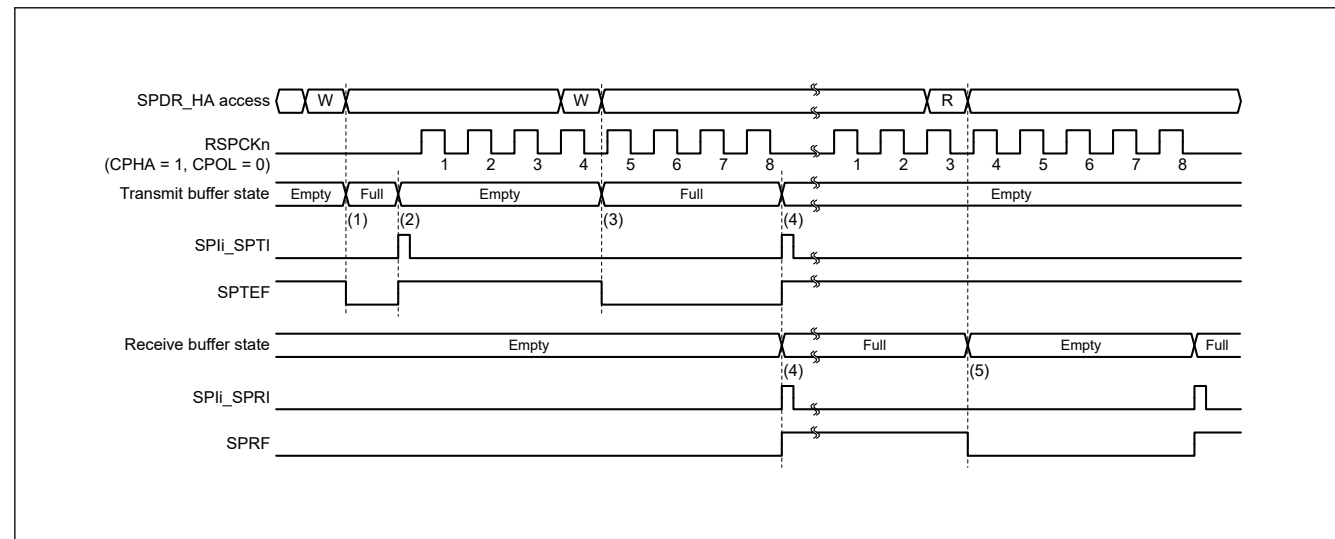 SPDR_HA access W W R
RSPCKn
(CPHA = 1, CPOL = 0) 1 2 3 4 5 6 7 8 1 2 3 4 5 6 7 8
Transmit buffer state Empty Full Empty Full Empty
(1) (2) (3) (4)
SPIi_SPTI
SPTEF
Receive buffer state Empty Full Empty Full
(4) (5)
SPIi_SPRI
SPRF